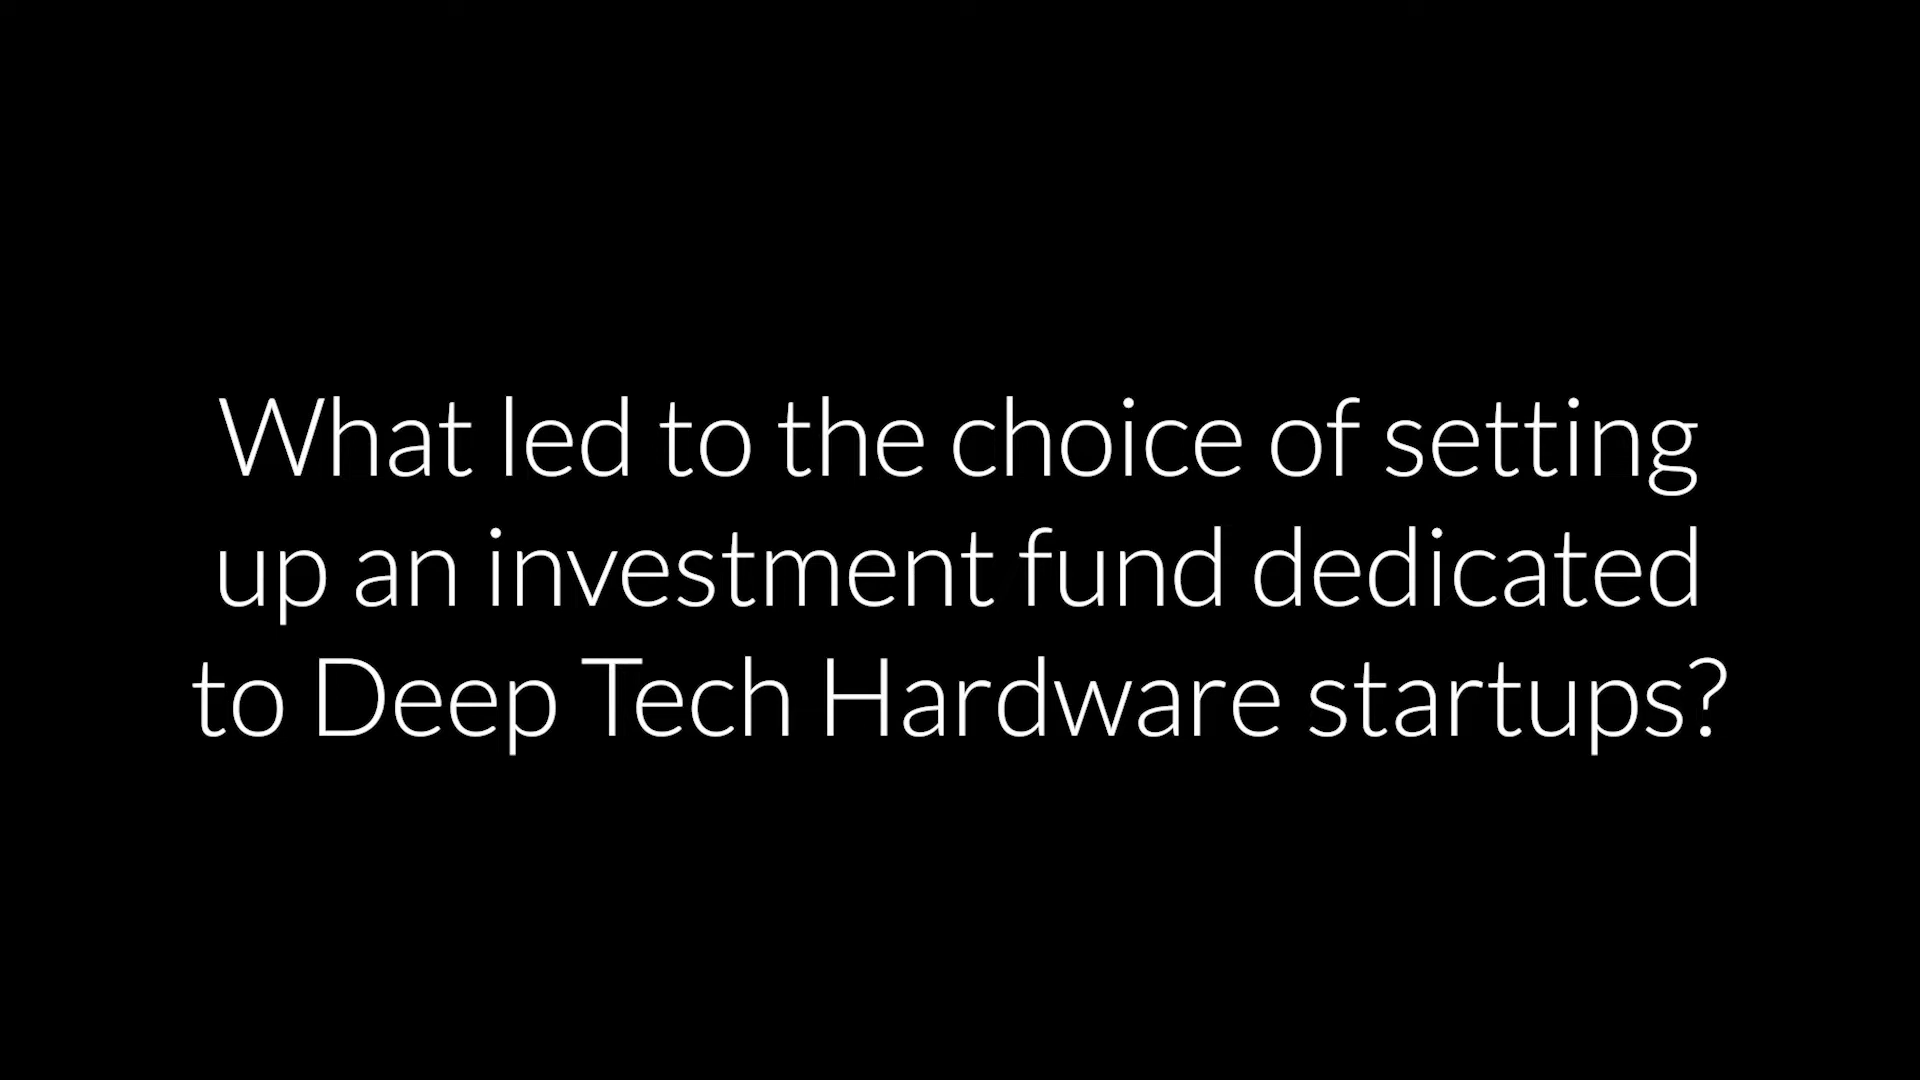 What led to the choice of setting
up an investment fund dedicated
to Deep Tech Hardware startups?